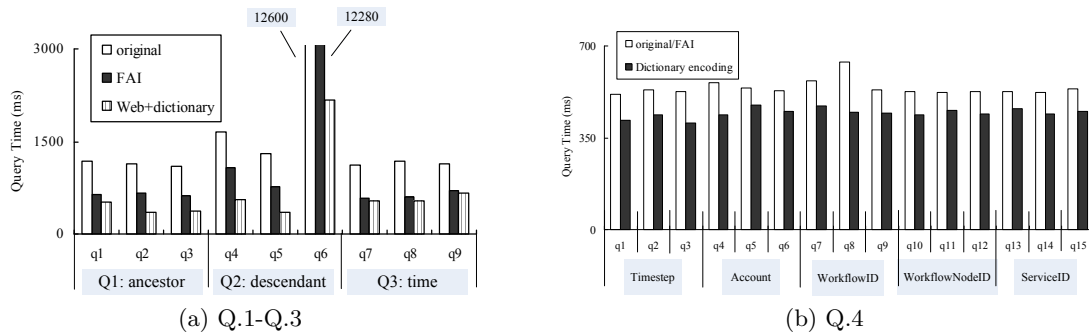 12600
12280
3000
1500
0
Query Time (ms)
original
FAI
Web+dictionary
q1 q2 q3 q4 q5 q6 q7 q8 q9
Q1: ancestor Q2: descendant Q3: time
(a) Q.1-Q.3
700
350
0
Query Time (ms)
original/FAI
Dictionary encoding
q1 q2 q3 q4 q5 q6 q7 q8 q9 q10 q11 q12 q13 q14 q15
Timestep Account WorkflowID WorkflowNodeID ServiceID
(b) Q.4